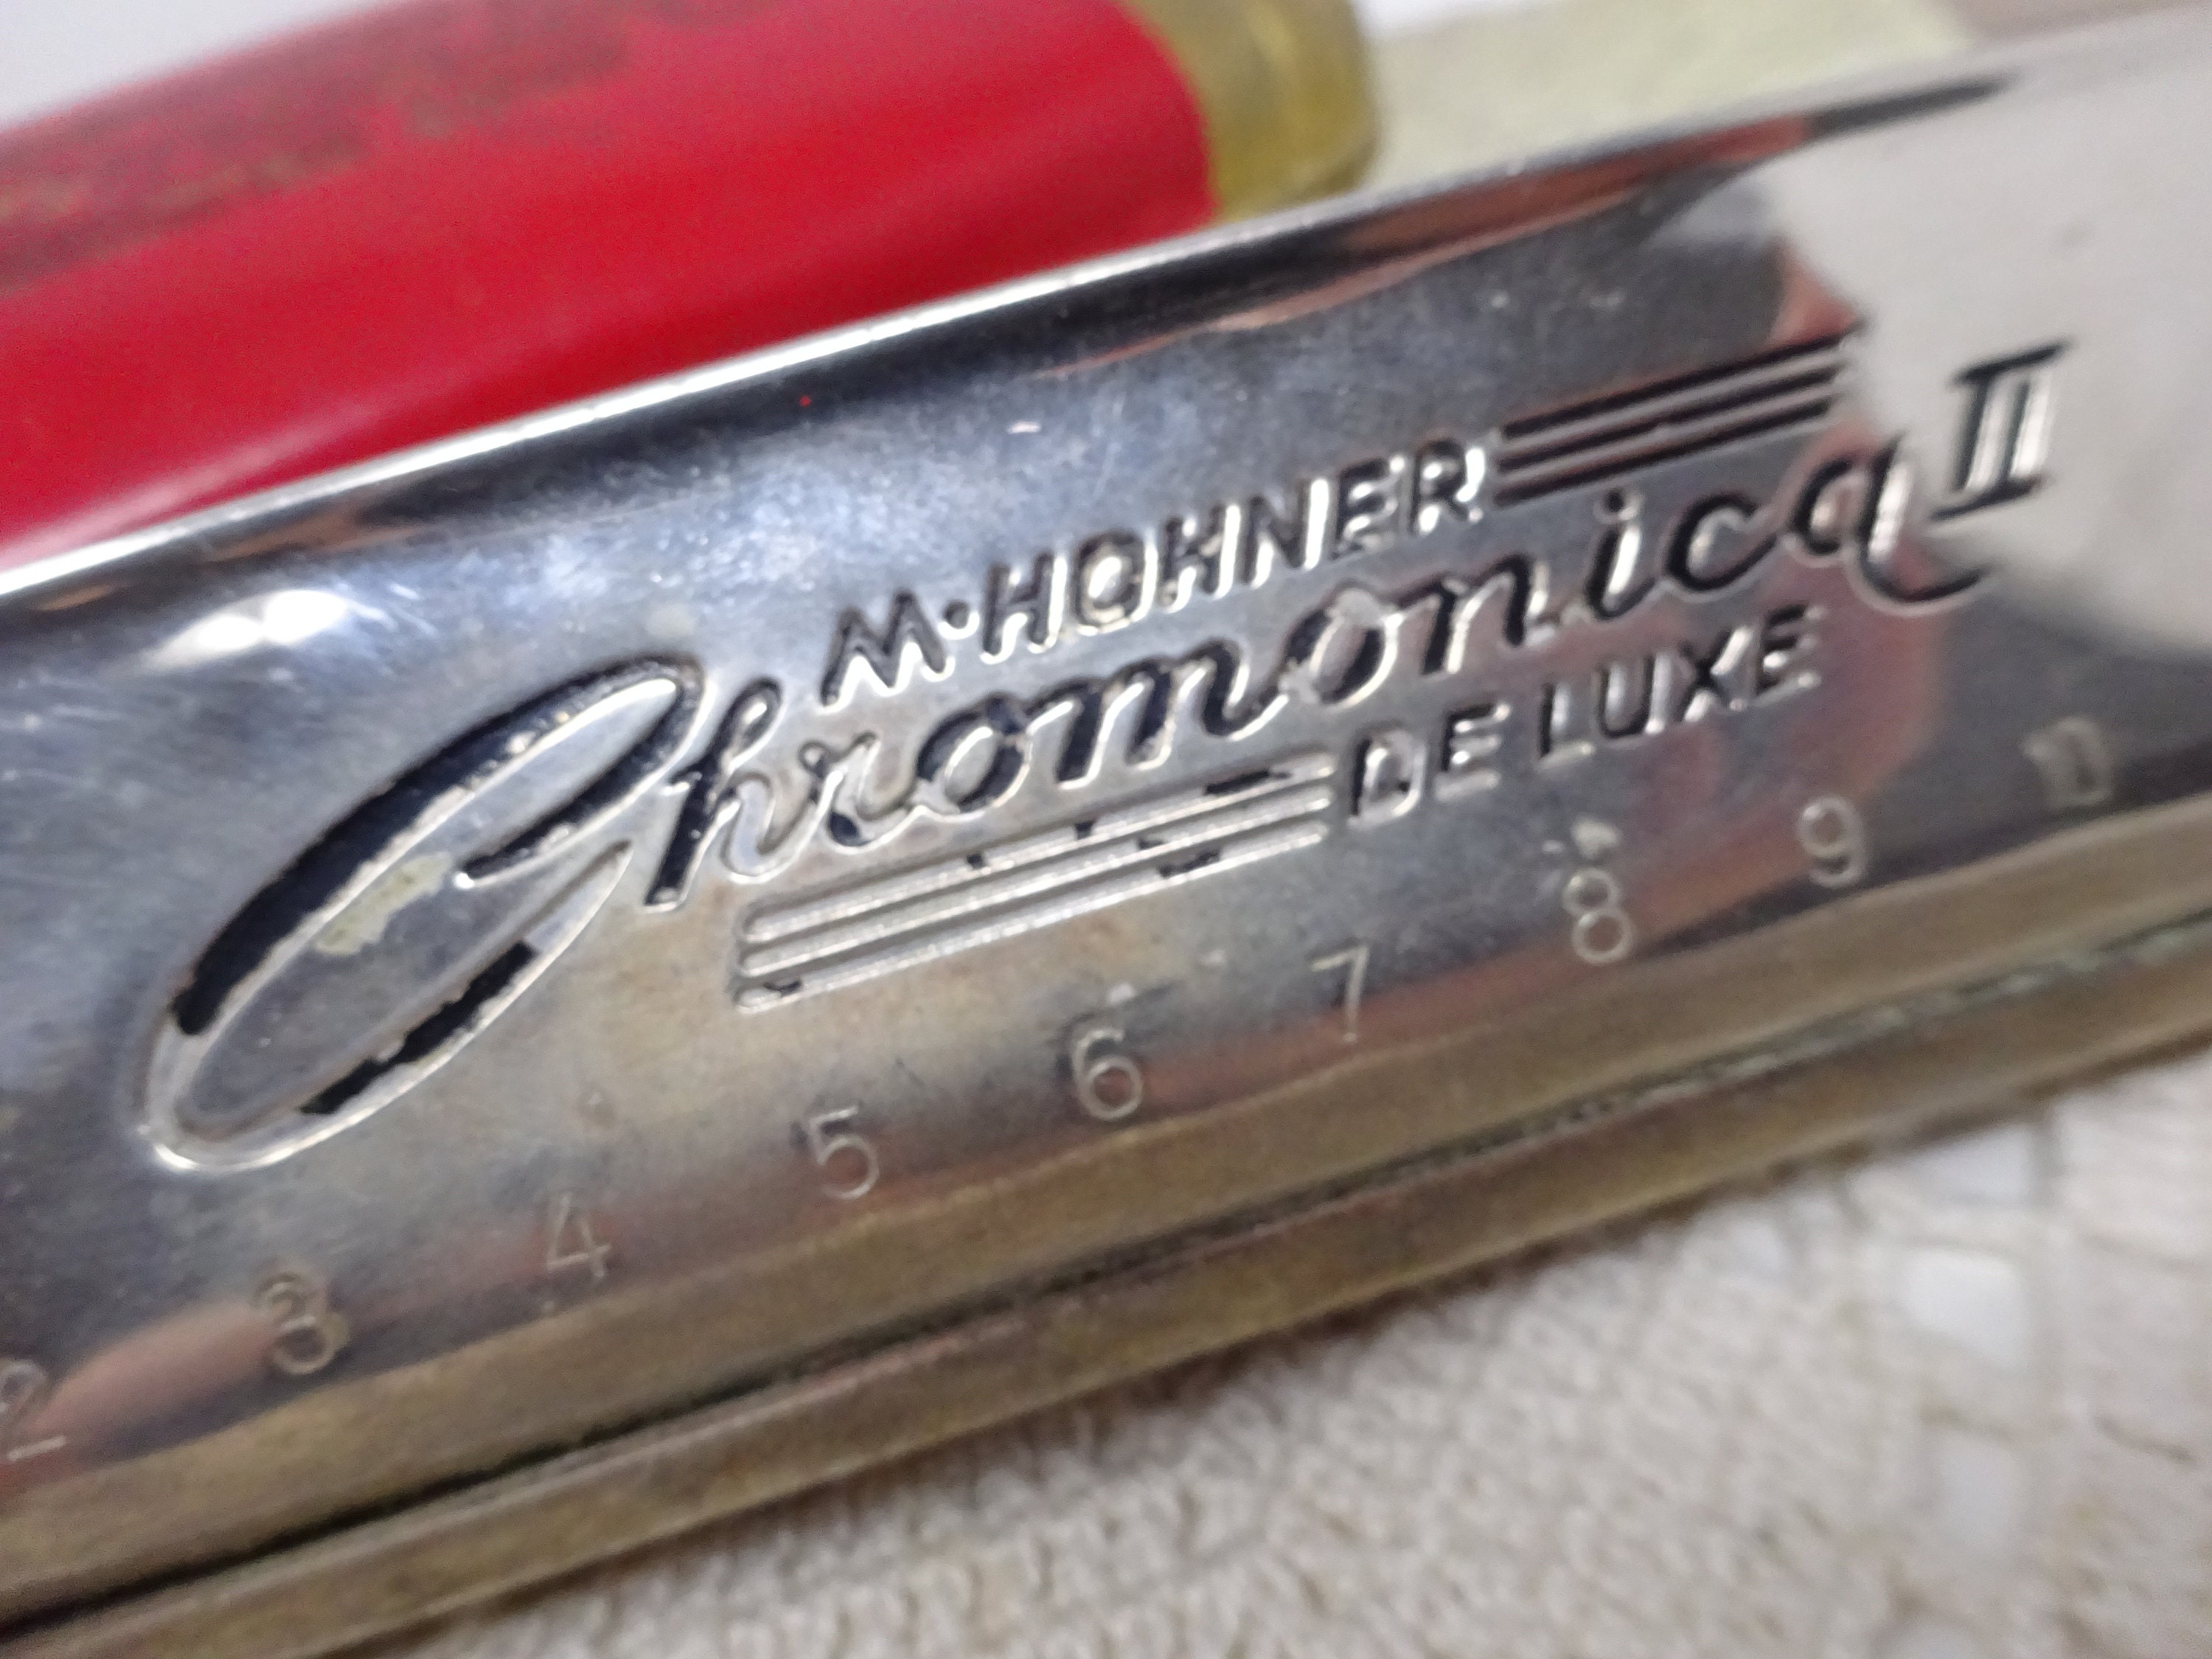 M·HOHNER
Chromonica II
DE LUXE
2 3 4 5 6 7 8 9 10